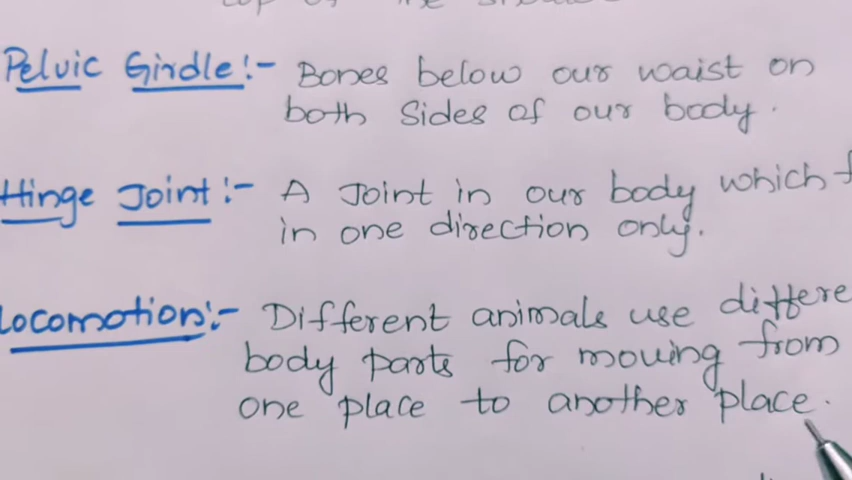 Pelvic Girdle:- Bones below our waist on
both sides of our body.
Hinge Joint:- A Joint in our body which
in one direction only.
Locomotion:- Different animals use
body parts for moving from
one place to another place.